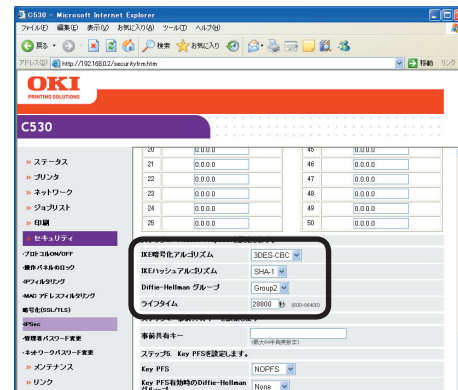 C530 - Microsoft Internet Explorer
ファイル(F) 編集(E) 表示(V) お気に入り(A) ツール(T) ヘルプ(H)
戻る 検索 お気に入り
アドレス(D) http://192.168.0.2/securityfrm.htm 移動 リンク
OKI
PRINTING SOLUTIONS
C530
» ステータス
» プリンタ
» ネットワーク
» ジョブリスト
» 印刷
» セキュリティ
·プロトコルON/OFF
·操作パネルのロック
·IPフィルタリング
·MAC アドレスフィルタリング
暗号化(SSL/TLS)
·IPSec
·管理者パスワード変更
·ネットワークパスワード変更
» メンテナンス
» リンク
20 0.0.0.0 45 0.0.0.0
21 0.0.0.0 46 0.0.0.0
22 0.0.0.0 47 0.0.0.0
23 0.0.0.0 48 0.0.0.0
24 0.0.0.0 49 0.0.0.0
25 0.0.0.0 50 0.0.0.0
IKE暗号化アルゴリズム 3DES-CBC
IKEハッシュアルゴリズム SHA-1
Diffie-Hellman グループ Group2
ライフタイム 28800 秒 (600-86400)
事前共有キー
(最大64半角英数字)
ステップ5. Key PFSを設定します。
Key PFS NOPFS
Key PFS有効時のDiffie-Hellman
グループ None